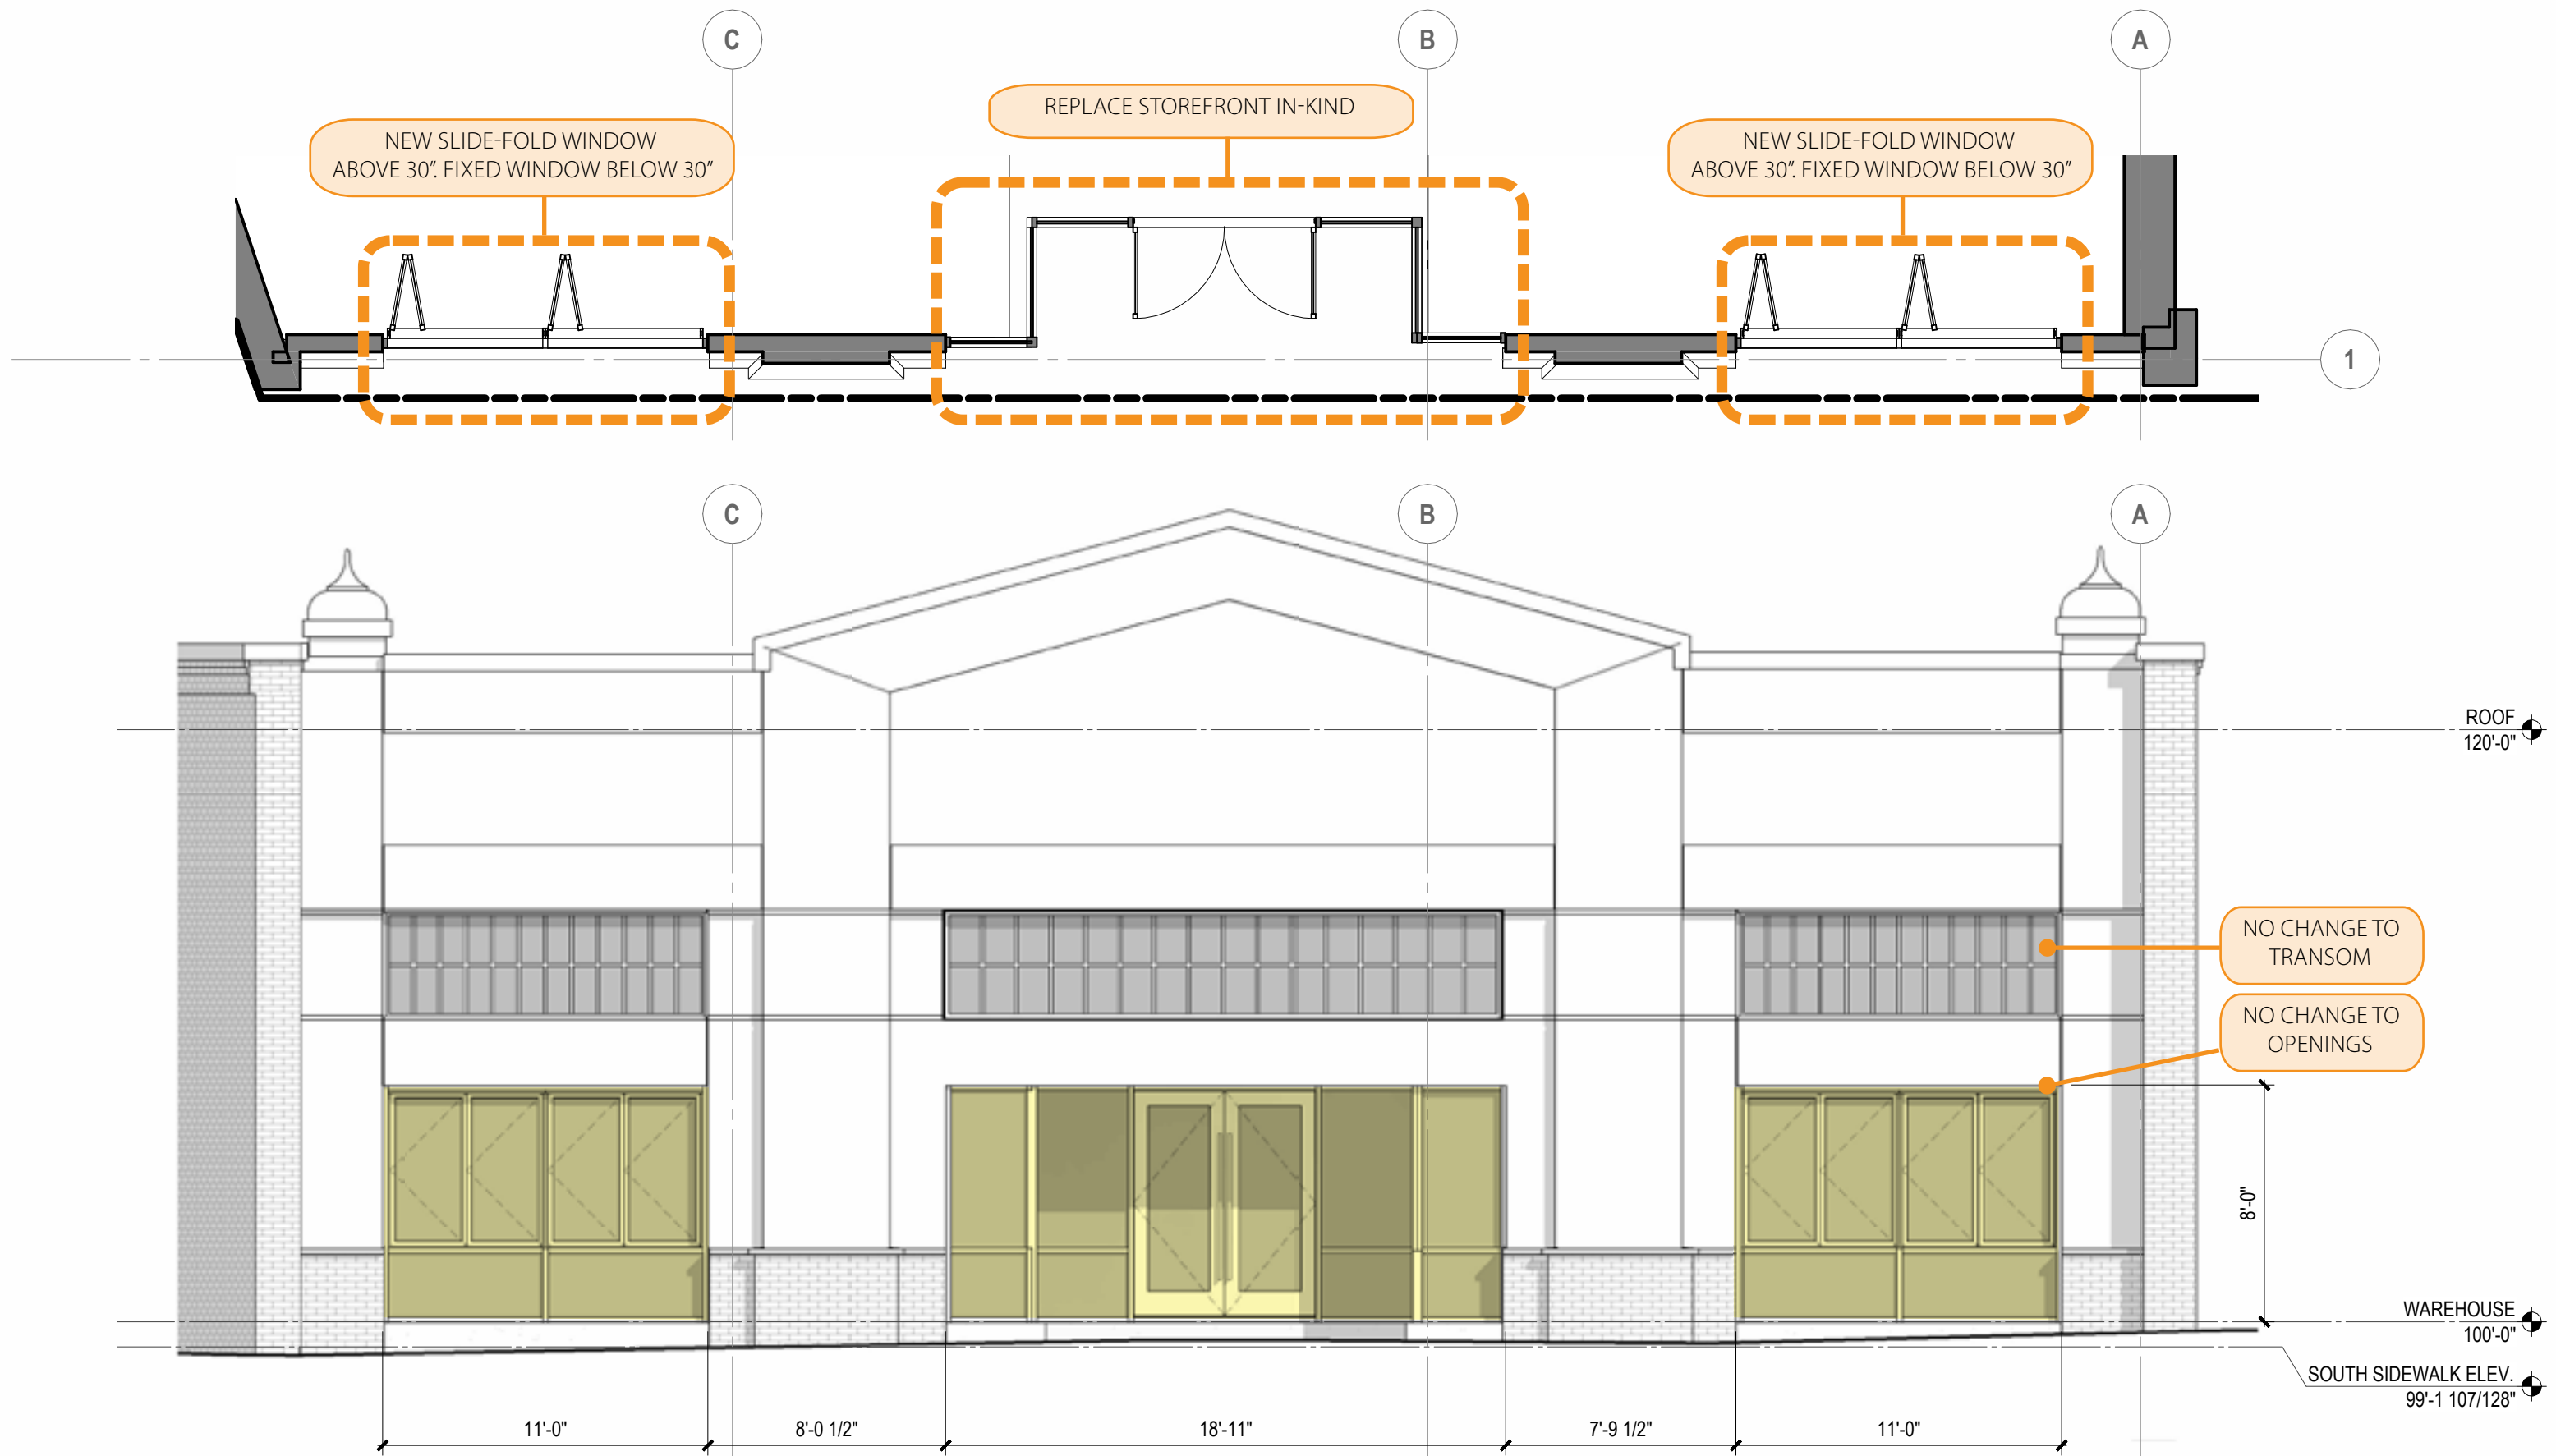 C
B
A
REPLACE STOREFRONT IN-KIND
NEW SLIDE-FOLD WINDOW
ABOVE 30". FIXED WINDOW BELOW 30"
NEW SLIDE-FOLD WINDOW
ABOVE 30". FIXED WINDOW BELOW 30"
1
C
B
A
ROOF
120'-0"
NO CHANGE TO
TRANSOM
NO CHANGE TO
OPENINGS
8'-0"
WAREHOUSE
100'-0"
SOUTH SIDEWALK ELEV.
99'-1 107/128"
11'-0"
8'-0 1/2"
18'-11"
7'-9 1/2"
11'-0"